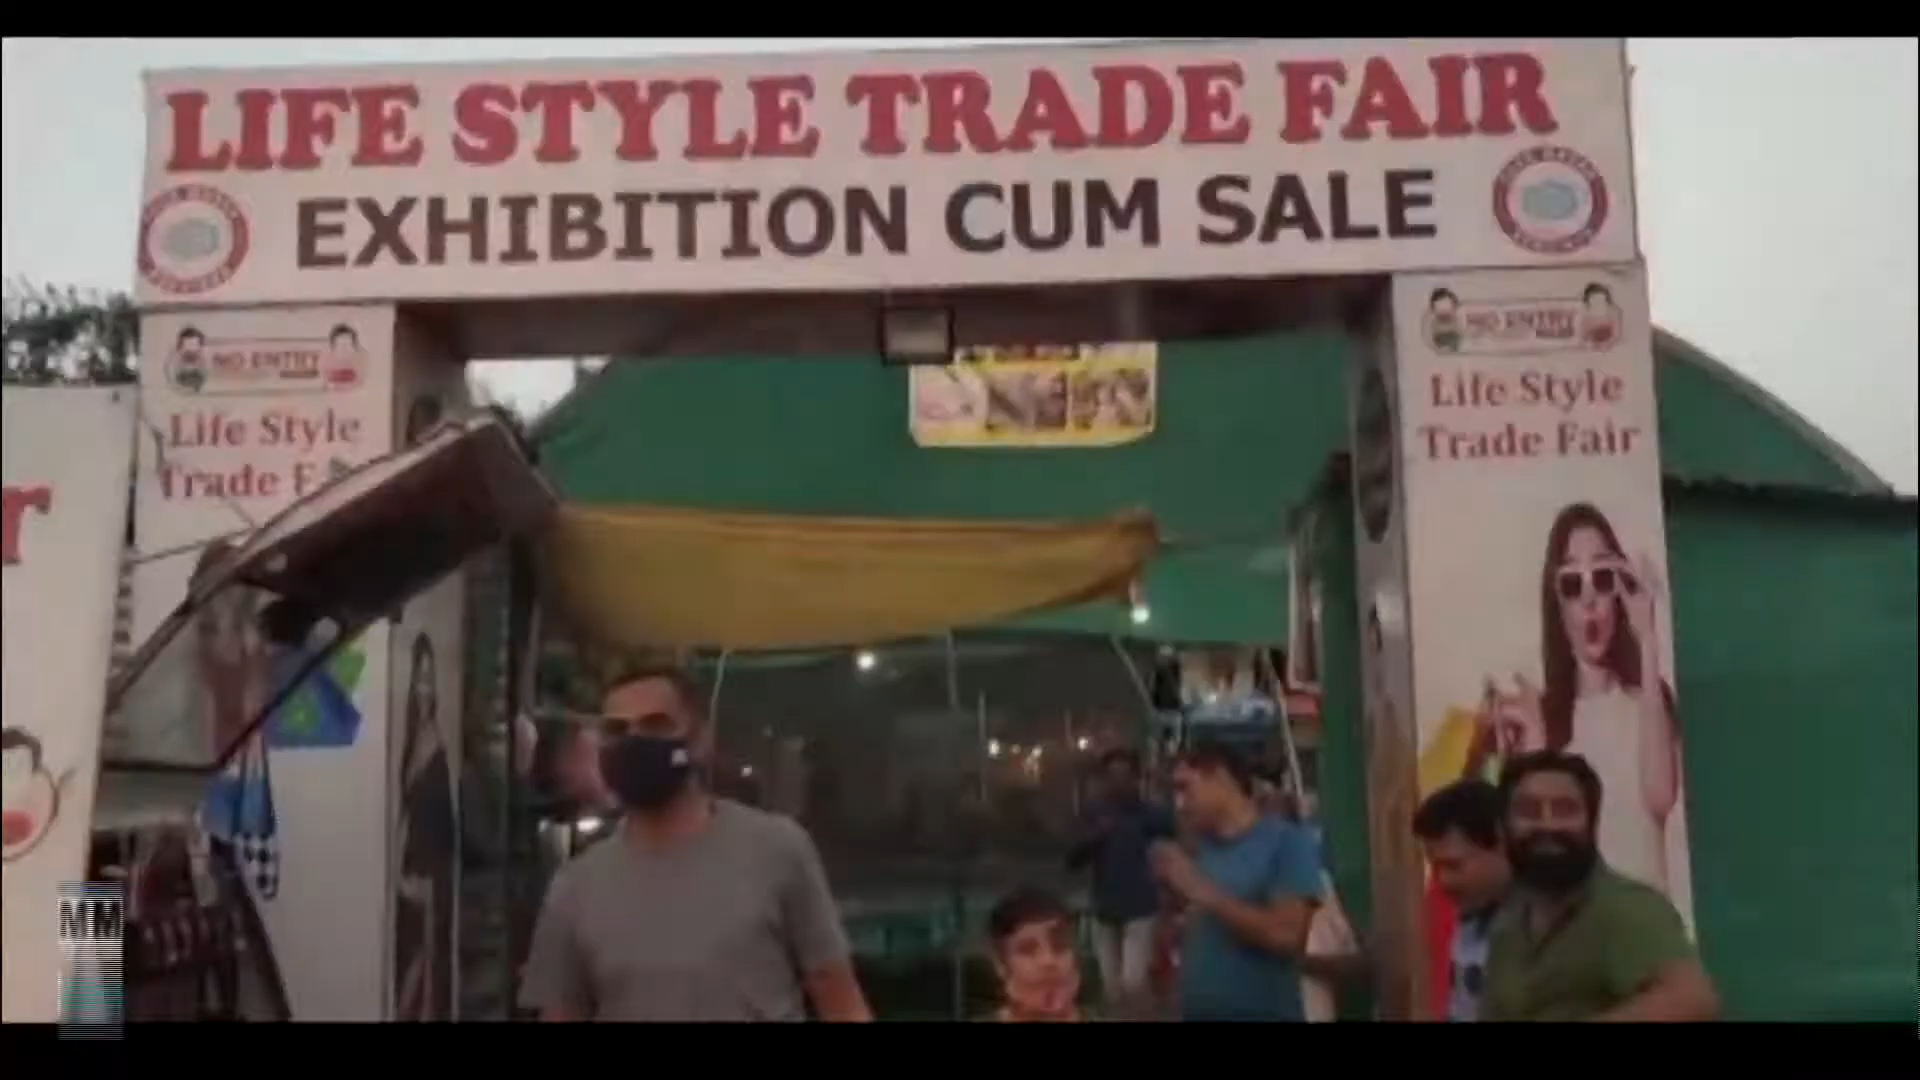 LIFE STYLE TRADE FAIR
EXHIBITION CUM SALE
NO ENTRY
Life Style
Trade
NO ENTRY
Life Style
Trade Fair
r
MM